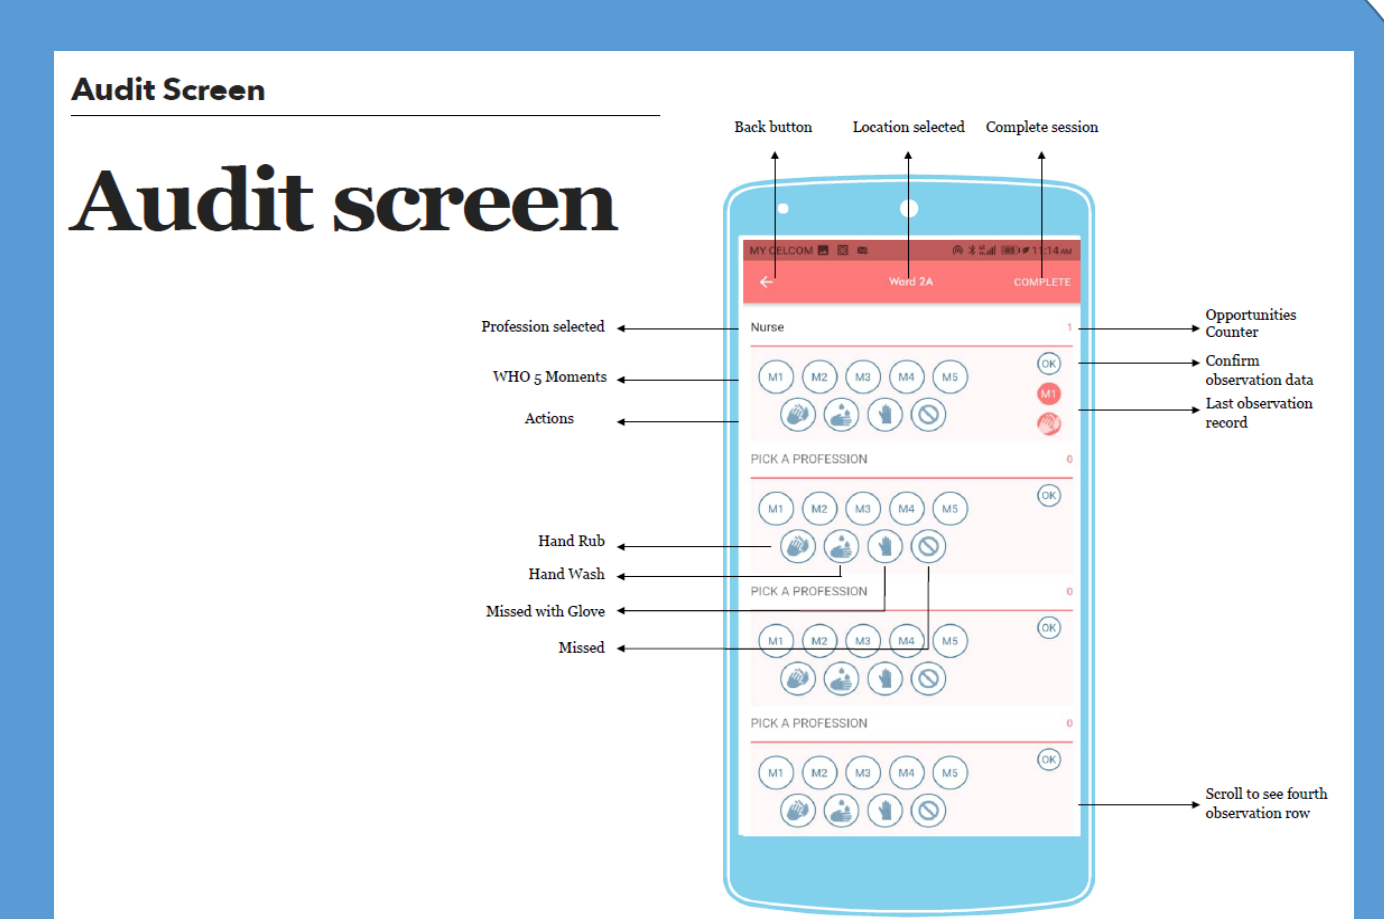 Audit Screen
Audit screen
Back button
Location selected
Complete session
MY CELCOM
11:14 AM
Ward 2A
COMPLETE
Profession selected
Nurse
1
Opportunities
Counter
WHO 5 Moments
M1 M2 M3 M4 M5
OK
Confirm
observation data
M1
Last observation
record
Actions
PICK A PROFESSION
0
M1 M2 M3 M4 M5
OK
Hand Rub
Hand Wash
Missed with Glove
Missed
PICK A PROFESSION
0
M1 M2 M3 M4 M5
OK
PICK A PROFESSION
0
M1 M2 M3 M4 M5
OK
Scroll to see fourth
observation row